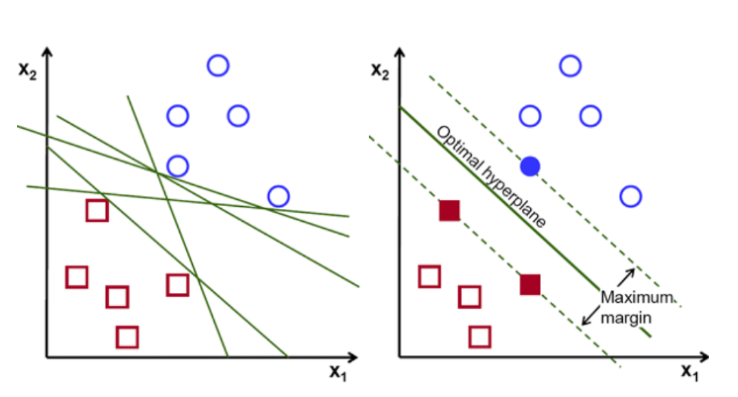 x2
x1
x2
Optimal hyperplane
Maximum
margin
x1